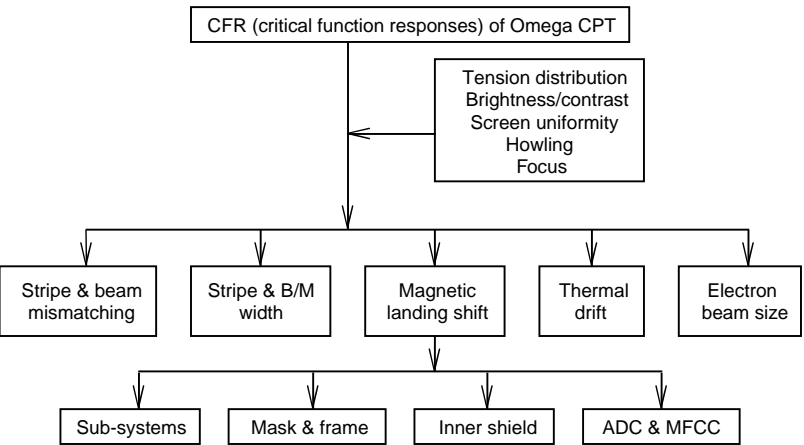 CFR (critical function responses) of Omega CPT
Tension distribution
Brightness/contrast
Screen uniformity
Howling
Focus
Stripe & beam
mismatching
Stripe & B/M
width
Magnetic
landing shift
Thermal
drift
Electron
beam size
Sub-systems
Mask & frame
Inner shield
ADC & MFCC